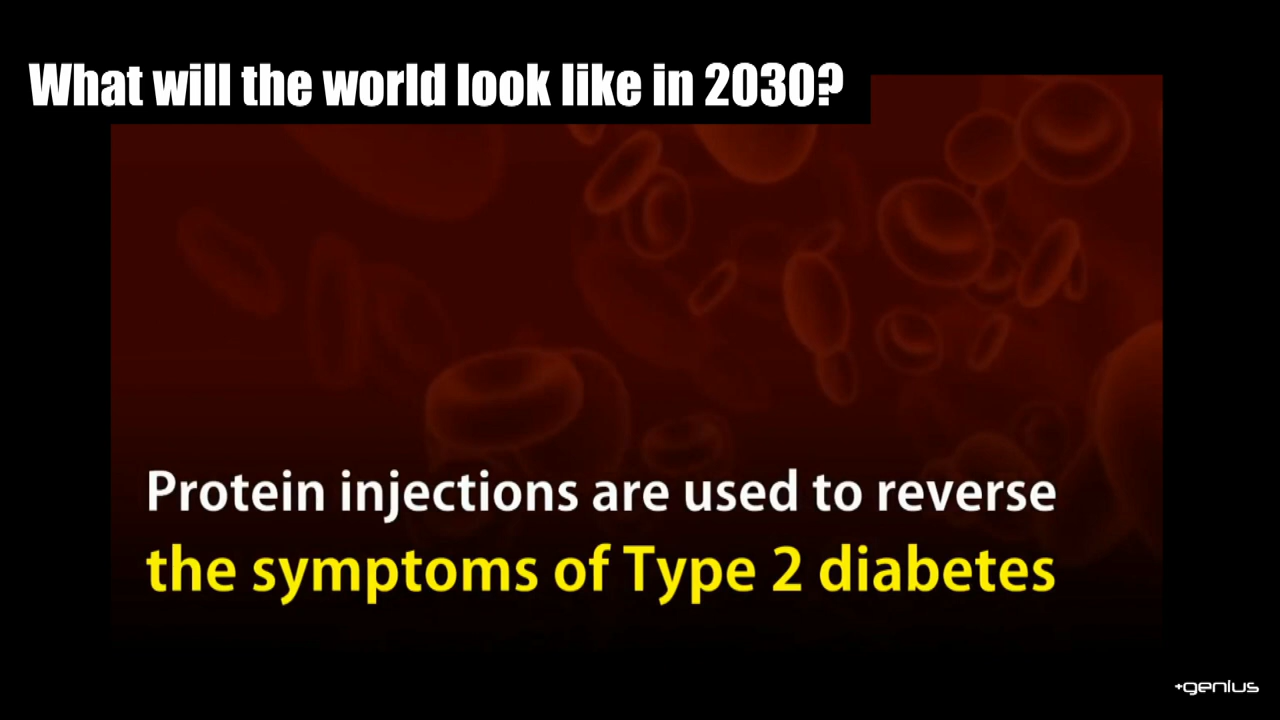 What will the world look like in 2030?
Protein injections are used to reverse
the symptoms of Type 2 diabetes
+genius